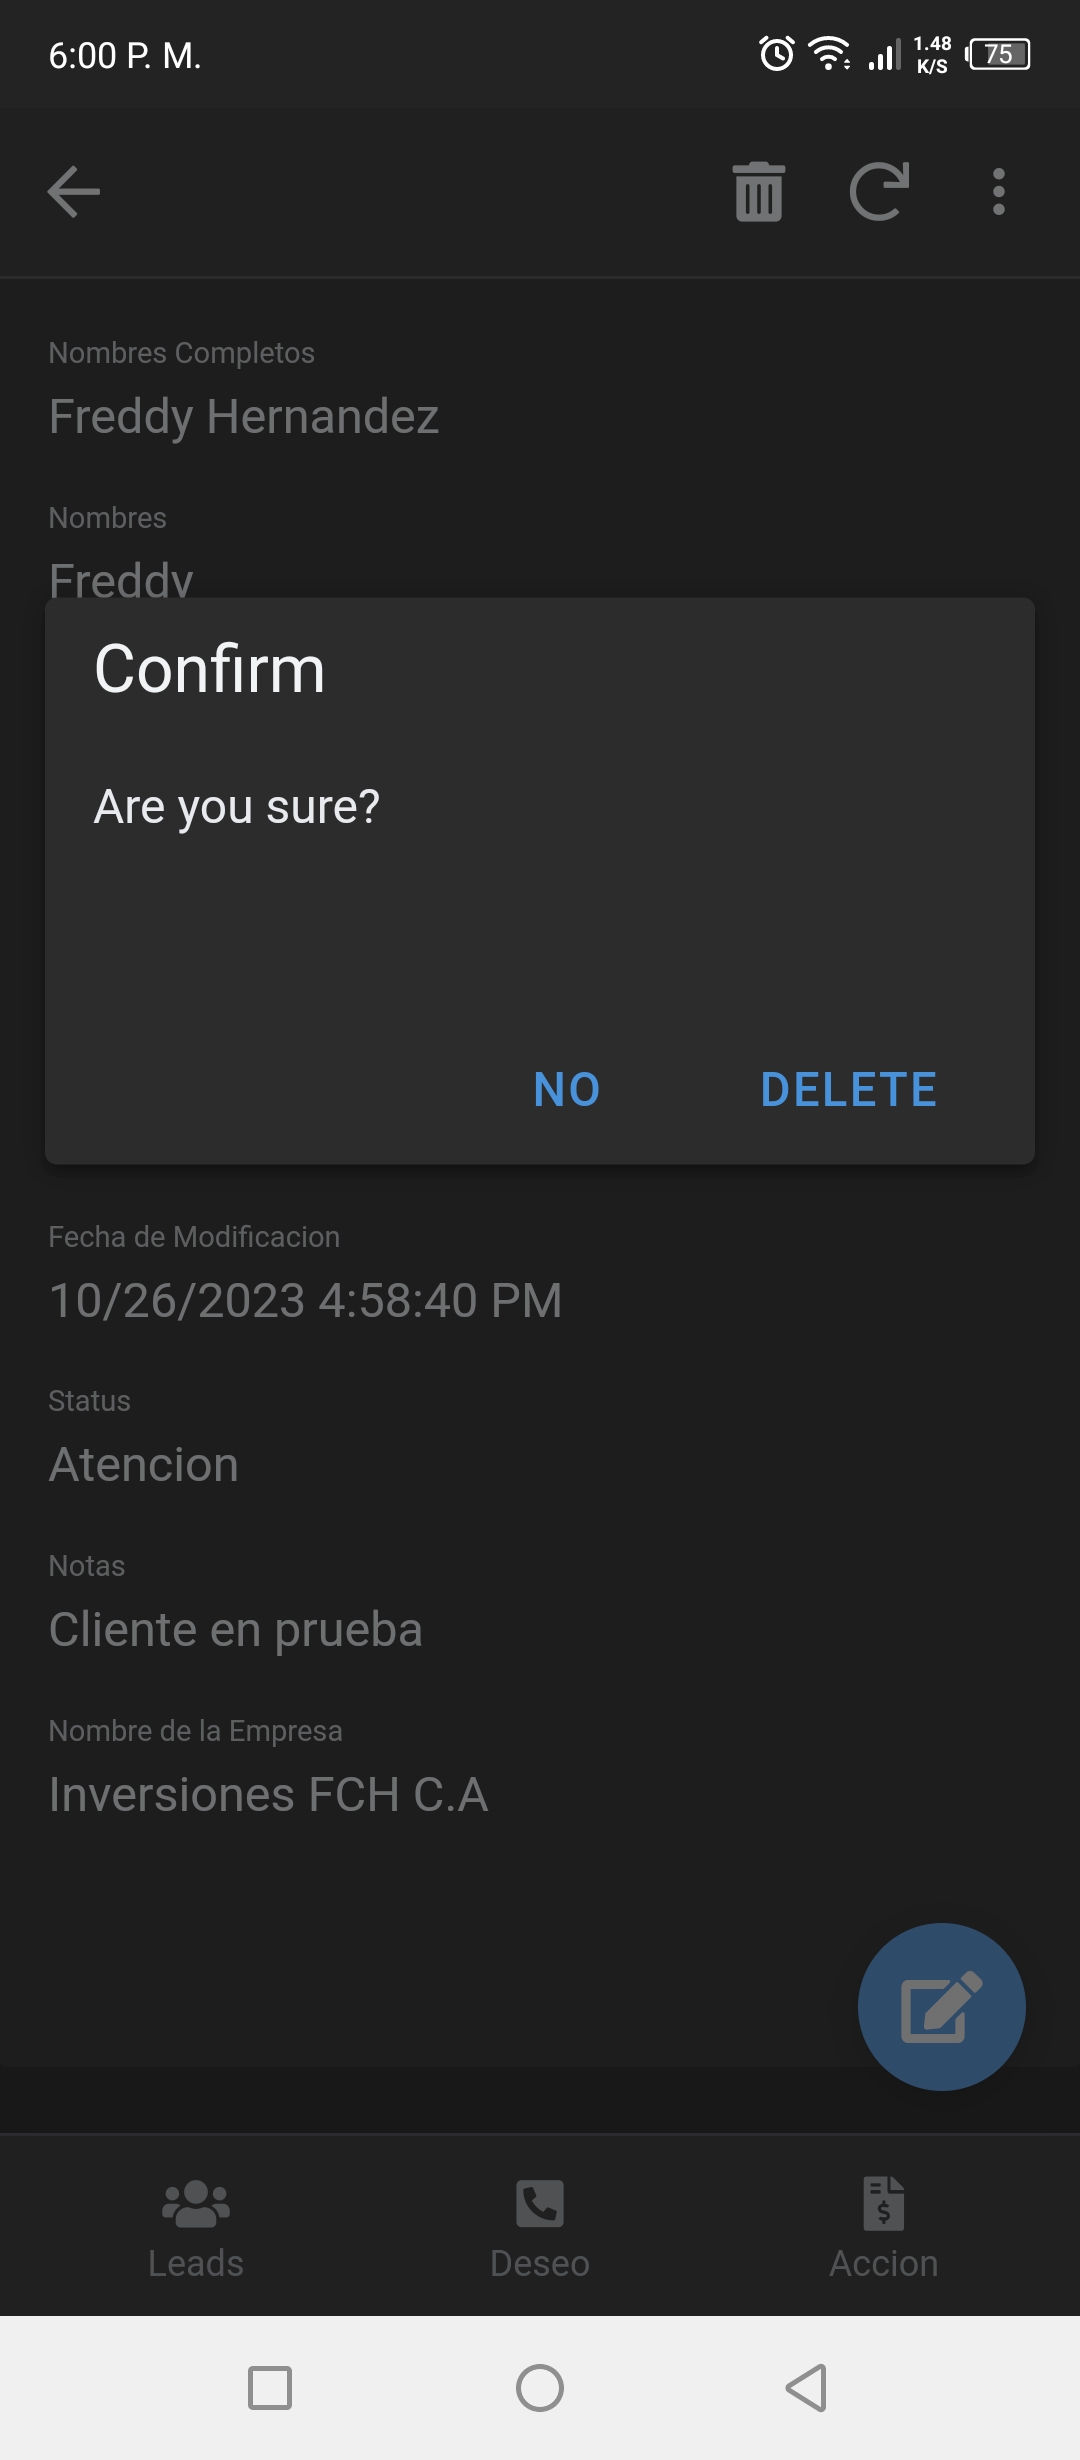 6:00 P. M.
1.48
K/S
75
Nombres Completos
Freddy Hernandez
Nombres
Freddy
Confirm
Are you sure?
NO
DELETE
Fecha de Modificacion
10/26/2023 4:58:40 PM
Status
Atencion
Notas
Cliente en prueba
Nombre de la Empresa
Inversiones FCH C.A
Leads
Deseo
Accion